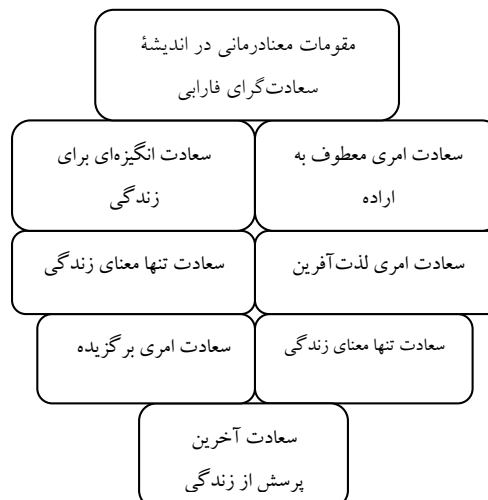 مقومات معنادرمانی در اندیشهٔ
سعادت‌گرای فارابی
سعادت امری معطوف به
اراده
سعادت انگیزه‌ای برای
زندگی
سعادت امری لذت‌آفرین
سعادت تنها معنای زندگی
سعادت تنها معنای زندگی
سعادت امری برگزیده
سعادت آخرین
پرسش از زندگی